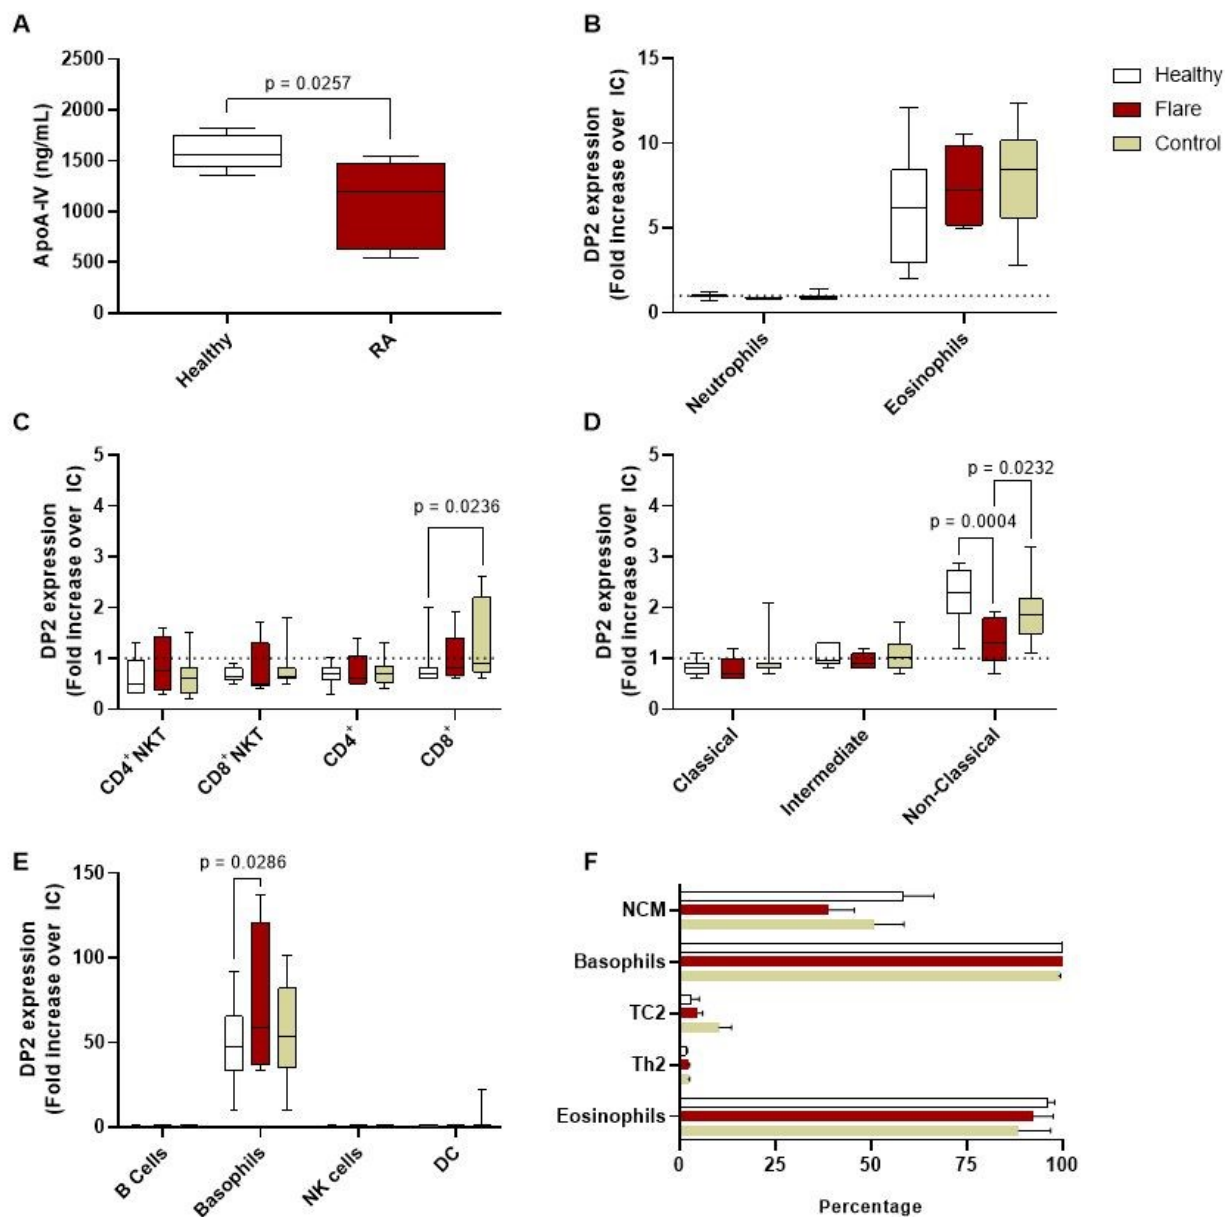 A
ApoA-IV (ng/mL)
2500
2000
1500
1000
500
0
p = 0.0257
Healthy
RA
B
DP2 expression
(Fold increase over IC)
15
10
5
0
Neutrophils
Eosinophils
Healthy
Flare
Control
C
DP2 expression
(Fold increase over IC)
5
4
3
2
1
0
p = 0.0236
CD4⁺ NKT
CD8⁺ NKT
CD4⁺
CD8⁺
D
DP2 expression
(Fold increase over IC)
5
4
3
2
1
0
p = 0.0232
p = 0.0004
Classical
Intermediate
Non-Classical
E
DP2 expression
(Fold increase over IC)
150
100
50
0
p = 0.0286
B Cells
Basophils
NK cells
DC
F
NCM
Basophils
TC2
Th2
Eosinophils
0
25
50
75
100
Percentage